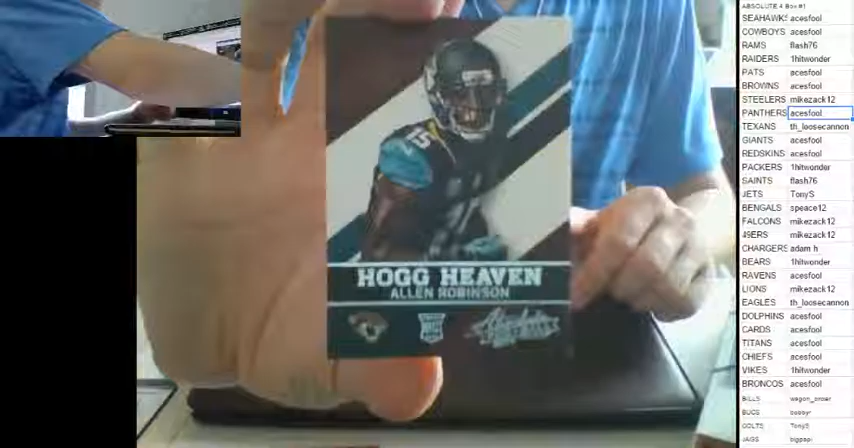 ABSOLUTE 4 Box #1
SEAHAWKS acesfool
COWBOYS acesfool
RAMS flash76
RAIDERS 1hitwonder
PATS acesfool
BROWNS acesfool
STEELERS mikezack12
PANTHERS acesfool
TEXANS th_loosecannon
GIANTS acesfool
REDSKINS acesfool
PACKERS 1hitwonder
SAINTS flash76
JETS TonyS
BENGALS speace12
FALCONS mikezack12
49ERS mikezack12
CHARGERS adam h
BEARS 1hitwonder
RAVENS acesfool
LIONS mikezack12
EAGLES th_loosecannon
DOLPHINS acesfool
CARDS acesfool
TITANS acesfool
CHIEFS acesfool
VIKES 1hitwonder
BRONCOS acesfool
BILLS
BUCS
COLTS TonyS
JAGS
15
HOGG HEAVEN
ALLEN ROBINSON
Absolute
FOOTBALL